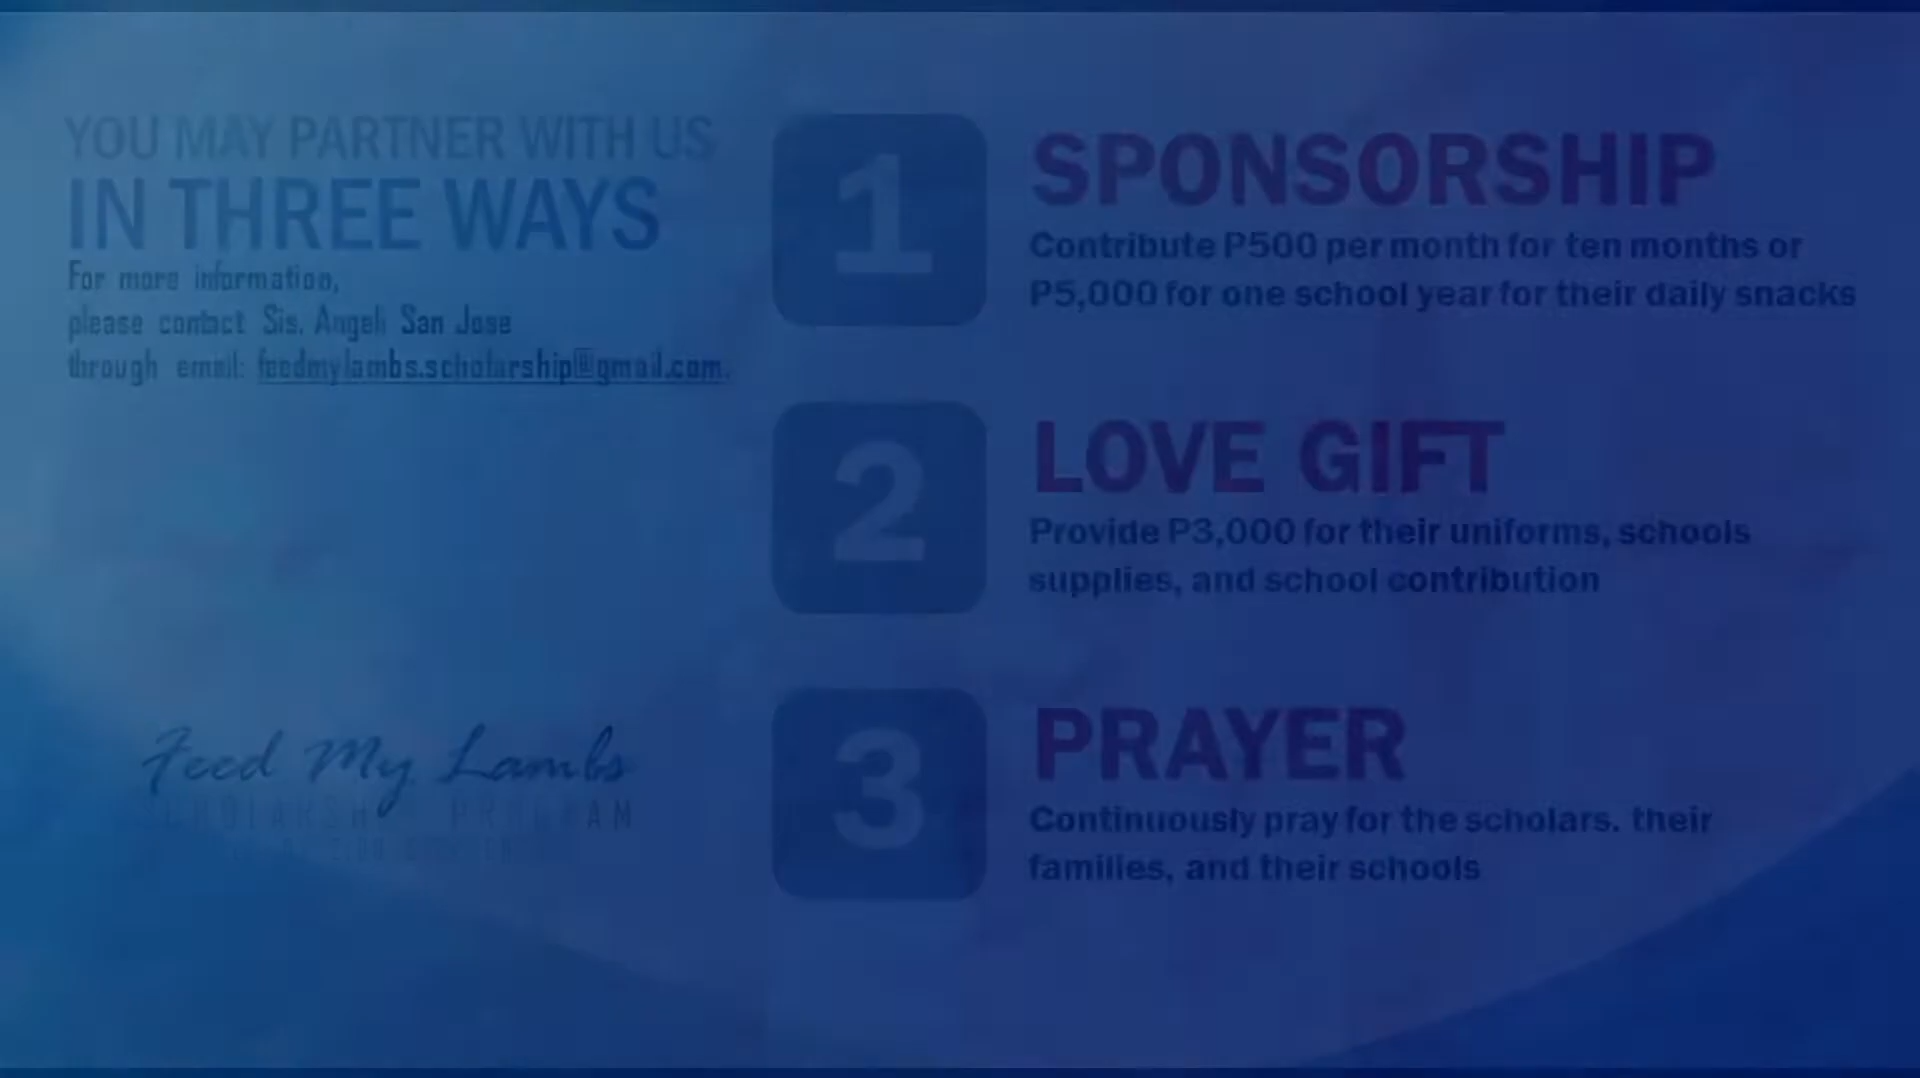 YOU MAY PARTNER WITH US
IN THREE WAYS
For more information,
please contact Sis. Angeli San Jose
through email: feedmylambs.scholarship@gmail.com.
Feed My Lambs
SCHOLARSHIP PROGRAM
1
SPONSORSHIP
Contribute P500 per month for ten months or
P5,000 for one school year for their daily snacks
2
LOVE GIFT
Provide P3,000 for their uniforms, schools
supplies, and school contribution
3
PRAYER
Continuously pray for the scholars. their
families, and their schools